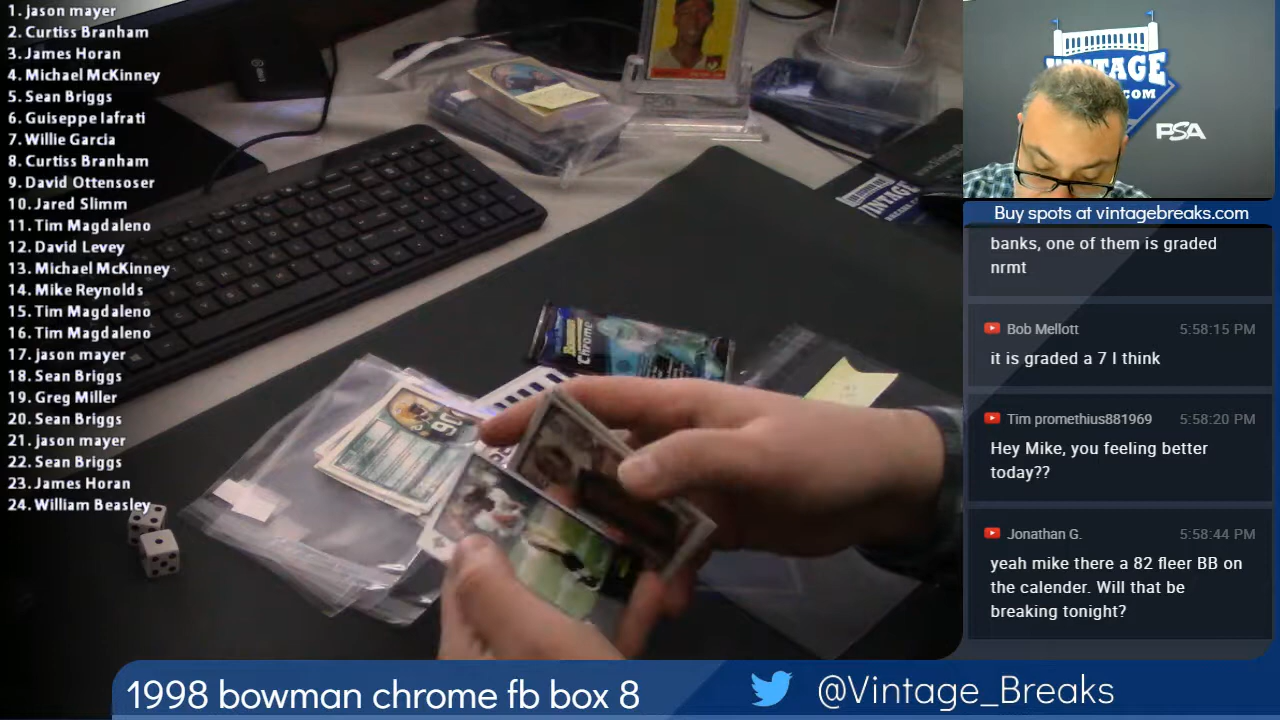 1. jason mayer
2. Curtiss Branham
3. James Horan
4. Michael McKinney
5. Sean Briggs
6. Guiseppe Iafrati
7. Willie Garcia
8. Curtiss Branham
9. David Ottensoser
10. Jared Slimm
11. Tim Magdaleno
12. David Levey
13. Michael McKinney
14. Mike Reynolds
15. Tim Magdaleno
16. Tim Magdaleno
17. jason mayer
18. Sean Briggs
19. Greg Miller
20. Sean Briggs
21. jason mayer
22. Sean Briggs
23. James Horan
24. William Beasley
VINTAGE
Chrome
VINTAGE
.COM
PSA
Buy spots at vintagebreaks.com
banks, one of them is graded
nrmt
Bob Mellott 5:58:15 PM
it is graded a 7 I think
Tim promethius881969 5:58:20 PM
Hey Mike, you feeling better
today??
Jonathan G. 5:58:44 PM
yeah mike there a 82 fleer BB on
the calender. Will that be
breaking tonight?
1998 bowman chrome fb box 8
@Vintage_Breaks